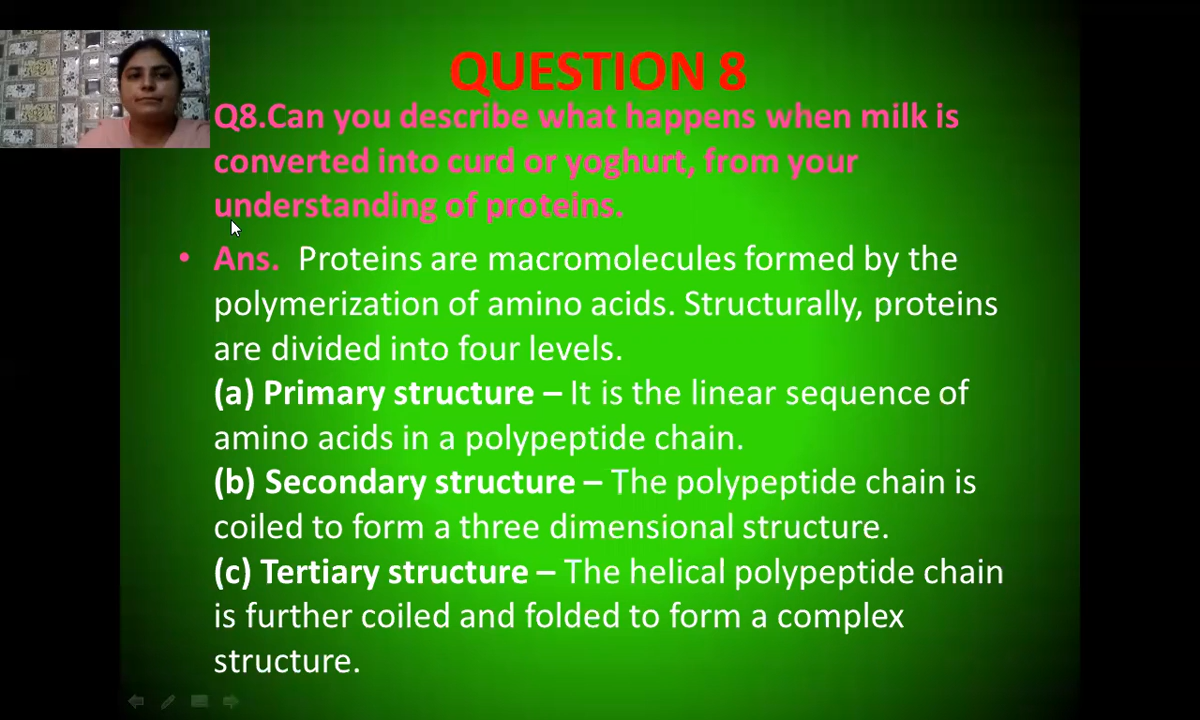 QUESTION 8
Q8.Can you describe what happens when milk is
converted into curd or yoghurt, from your
understanding of proteins.
• Ans. Proteins are macromolecules formed by the
polymerization of amino acids. Structurally, proteins
are divided into four levels.
(a) Primary structure – It is the linear sequence of
amino acids in a polypeptide chain.
(b) Secondary structure – The polypeptide chain is
coiled to form a three dimensional structure.
(c) Tertiary structure – The helical polypeptide chain
is further coiled and folded to form a complex
structure.